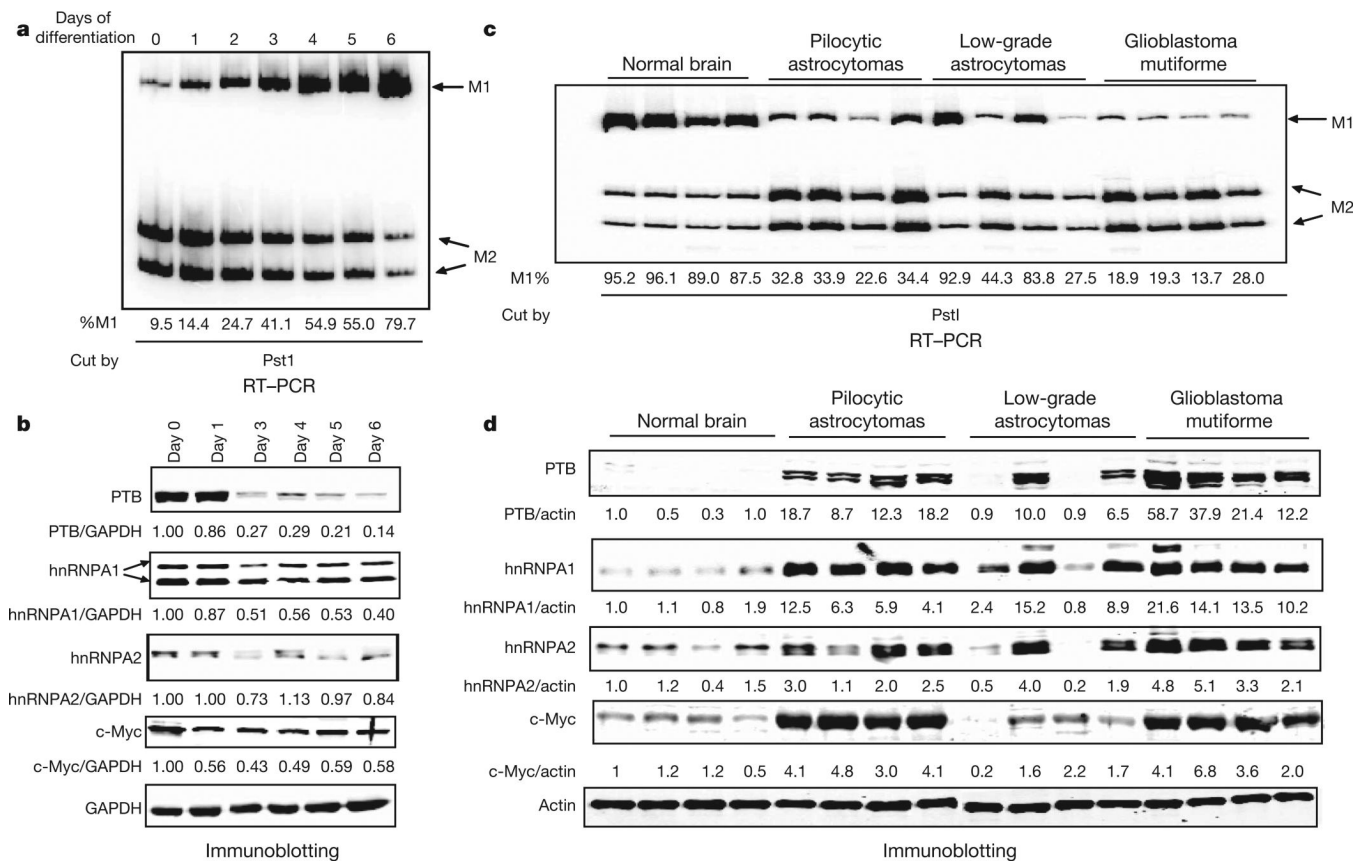 a
Days of
differentiation 0 1 2 3 4 5 6
M1
M2
%M1 9.5 14.4 24.7 41.1 54.9 55.0 79.7
Cut by Pst1
RT–PCR
b
Day 0 Day 1 Day 3 Day 4 Day 5 Day 6
PTB
PTB/GAPDH 1.00 0.86 0.27 0.29 0.21 0.14
hnRNPA1
hnRNPA1/GAPDH 1.00 0.87 0.51 0.56 0.53 0.40
hnRNPA2
hnRNPA2/GAPDH 1.00 1.00 0.73 1.13 0.97 0.84
c-Myc
c-Myc/GAPDH 1.00 0.56 0.43 0.49 0.59 0.58
GAPDH
Immunoblotting
c
Normal brain
Pilocytic
astrocytomas
Low-grade
astrocytomas
Glioblastoma
mutiforme
M1
M2
M1% 95.2 96.1 89.0 87.5 32.8 33.9 22.6 34.4 92.9 44.3 83.8 27.5 18.9 19.3 13.7 28.0
Cut by PstI
RT–PCR
d
Normal brain
Pilocytic
astrocytomas
Low-grade
astrocytomas
Glioblastoma
mutiforme
PTB
PTB/actin 1.0 0.5 0.3 1.0 18.7 8.7 12.3 18.2 0.9 10.0 0.9 6.5 58.7 37.9 21.4 12.2
hnRNPA1
hnRNPA1/actin 1.0 1.1 0.8 1.9 12.5 6.3 5.9 4.1 2.4 15.2 0.8 8.9 21.6 14.1 13.5 10.2
hnRNPA2
hnRNPA2/actin 1.0 1.2 0.4 1.5 3.0 1.1 2.0 2.5 0.5 4.0 0.2 1.9 4.8 5.1 3.3 2.1
c-Myc
c-Myc/actin 1 1.2 1.2 0.5 4.1 4.8 3.0 4.1 0.2 1.6 2.2 1.7 4.1 6.8 3.6 2.0
Actin
Immunoblotting